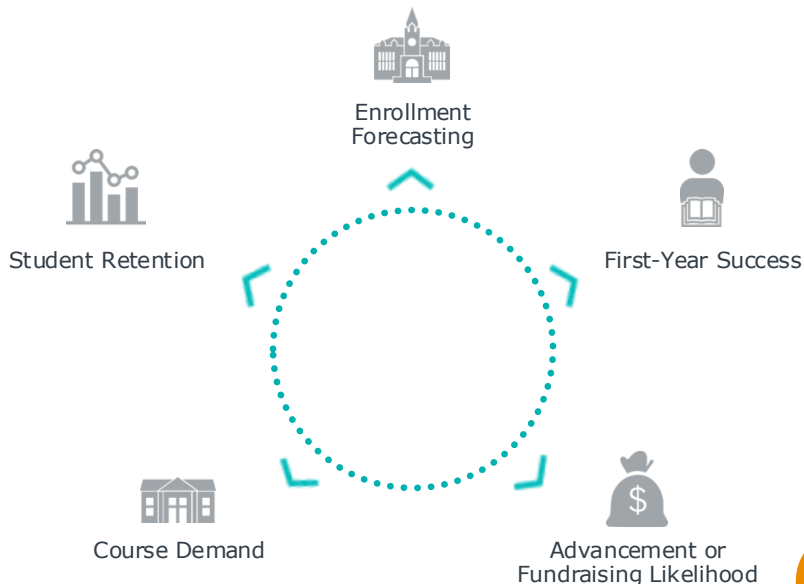 Enrollment
Forecasting
Student Retention
First-Year Success
$
Course Demand
Advancement or
Fundraising Likelihood